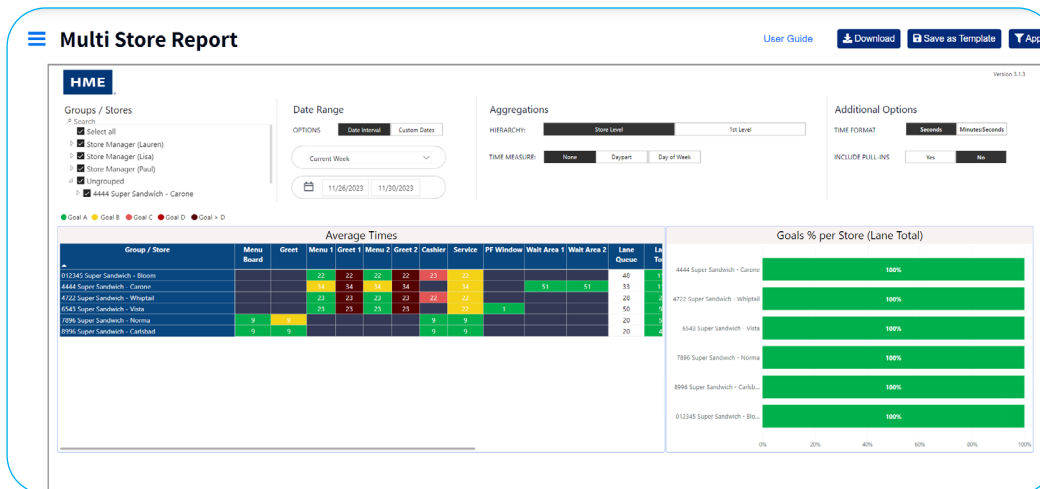 Multi Store Report
User Guide
Download
Save as Template
App
HME
Version 3.1.3
Groups / Stores
Search
Select all
Store Manager (Lauren)
Store Manager (Lisa)
Store Manager (Paul)
Ungrouped
4444 Super Sandwich - Carone
Date Range
OPTIONS Date Interval Custom Dates
Current Week
11/26/2023 11/30/2023
Aggregations
HIERARCHY: Store Level 1st Level
TIME MEASURE: None Daypart Day of Week
Additional Options
TIME FORMAT Seconds Minutes:Seconds
INCLUDE PULL-INS Yes No
Goal A Goal B Goal C Goal D Goal > D
Average Times
Group / Store Menu Board Greet Menu 1 Greet 1 Menu 2 Greet 2 Cashier Service PF Window Wait Area 1 Wait Area 2 Lane Queue
012345 Super Sandwich - Bloom 22 22 22 22 23 22 48
4444 Super Sandwich - Carone 34 34 34 34 34 51 51 33
4722 Super Sandwich - Whiptail 23 23 23 23 22 22 28
6543 Super Sandwich - Vista 23 23 23 23 22 1 50
7896 Super Sandwich - Norma 9 9 9 9 20
8996 Super Sandwich - Carlsbad 9 9 9 9 20
Goals % per Store (Lane Total)
4444 Super Sandwich - Carone 100%
4722 Super Sandwich - Whiptail 100%
6543 Super Sandwich - Vista 100%
7896 Super Sandwich - Norma 100%
8996 Super Sandwich - Carlsb... 100%
012345 Super Sandwich - Blo... 100%
0% 20% 40% 60% 80% 100%